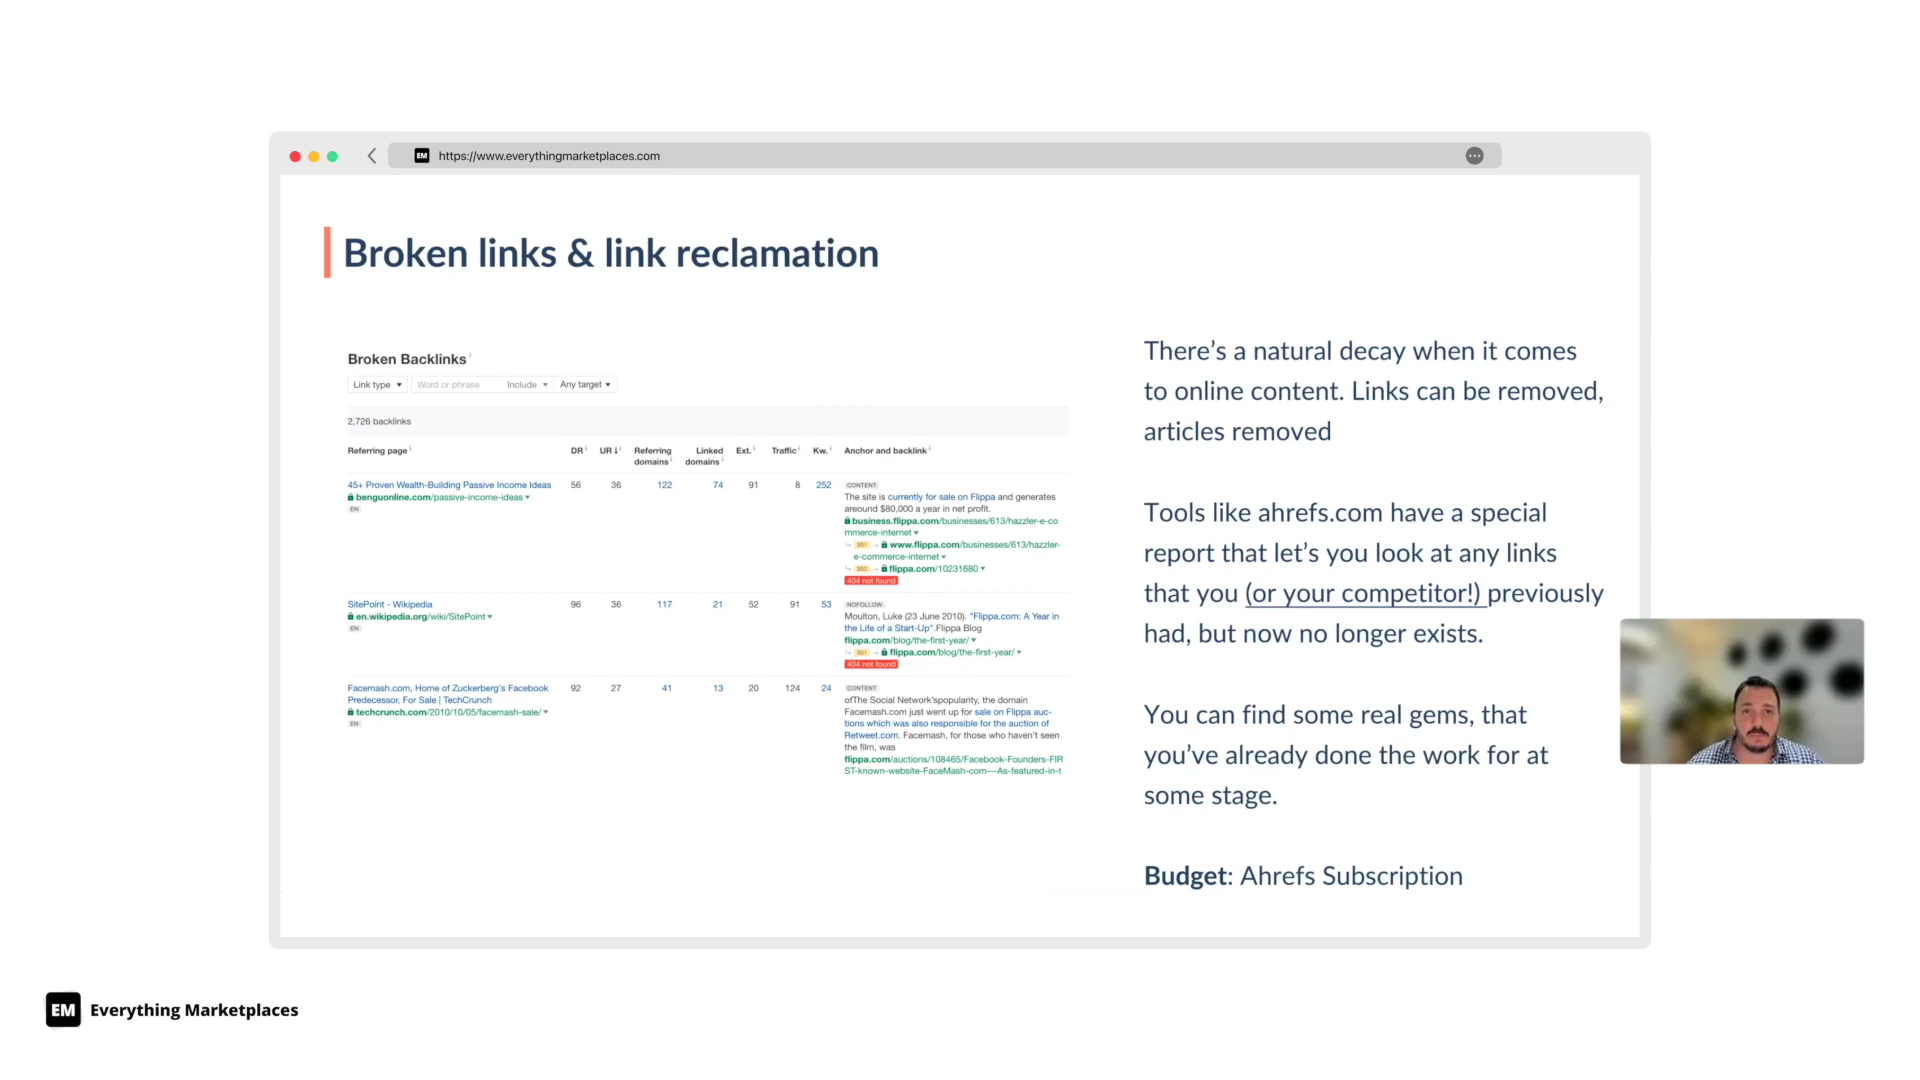 EM https://www.everythingmarketplaces.com
Broken links & link reclamation
Broken Backlinks i
Link type ▼ Word or phrase Include ▼ Any target ▼
2,726 backlinks
Referring page i DR i UR ↓ i Referring domains i Linked domains i Ext. i Traffic i Kw. i Anchor and backlink i
45+ Proven Wealth-Building Passive Income Ideas 56 36 122 74 91 8 252 CONTENT
benguonline.com/passive-income-ideas ▼
EN
The site is currently for sale on Flippa and generates
areound $80,000 a year in net profit.
business.flippa.com/businesses/613/hazzler-e-co
mmerce-internet ▼
301 → www.flippa.com/businesses/613/hazzler-
e-commerce-internet ▼
302 → flippa.com/10231680 ▼
404 not found
SitePoint - Wikipedia 96 36 117 21 52 91 53 NOFOLLOW
en.wikipedia.org/wiki/SitePoint ▼
EN
Moulton, Luke (23 June 2010). "Flippa.com: A Year in
the Life of a Start-Up".Flippa Blog
flippa.com/blog/the-first-year/ ▼
301 → flippa.com/blog/the-first-year/ ▼
404 not found
Facemash.com, Home of Zuckerberg's Facebook 92 27 41 13 20 124 24 CONTENT
Predecessor, For Sale | TechCrunch
techcrunch.com/2010/10/05/facemash-sale/ ▼
EN
ofThe Social Network'spopularity, the domain
Facemash.com just went up for sale on Flippa auc-
tions which was also responsible for the auction of
Retweet.com. Facemash, for those who haven't seen
the film, was
flippa.com/auctions/108465/Facebook-Founders-FIR
ST-known-website-FaceMash-com---As-featured-in-t
There’s a natural decay when it comes
to online content. Links can be removed,
articles removed
Tools like ahrefs.com have a special
report that let’s you look at any links
that you (or your competitor!) previously
had, but now no longer exists.
You can find some real gems, that
you’ve already done the work for at
some stage.
Budget: Ahrefs Subscription
EM Everything Marketplaces